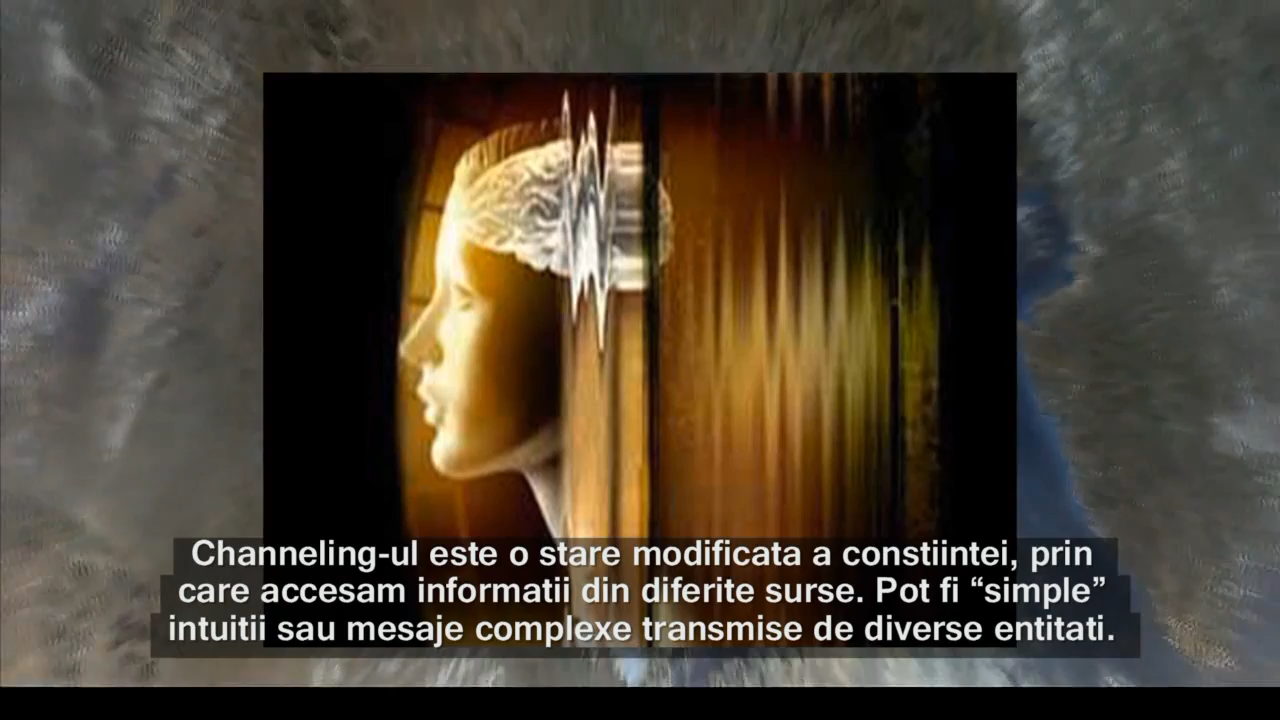 Channeling-ul este o stare modificata a constiintei, prin
care accesam informatii din diferite surse. Pot fi “simple”
intuitii sau mesaje complexe transmise de diverse entitati.